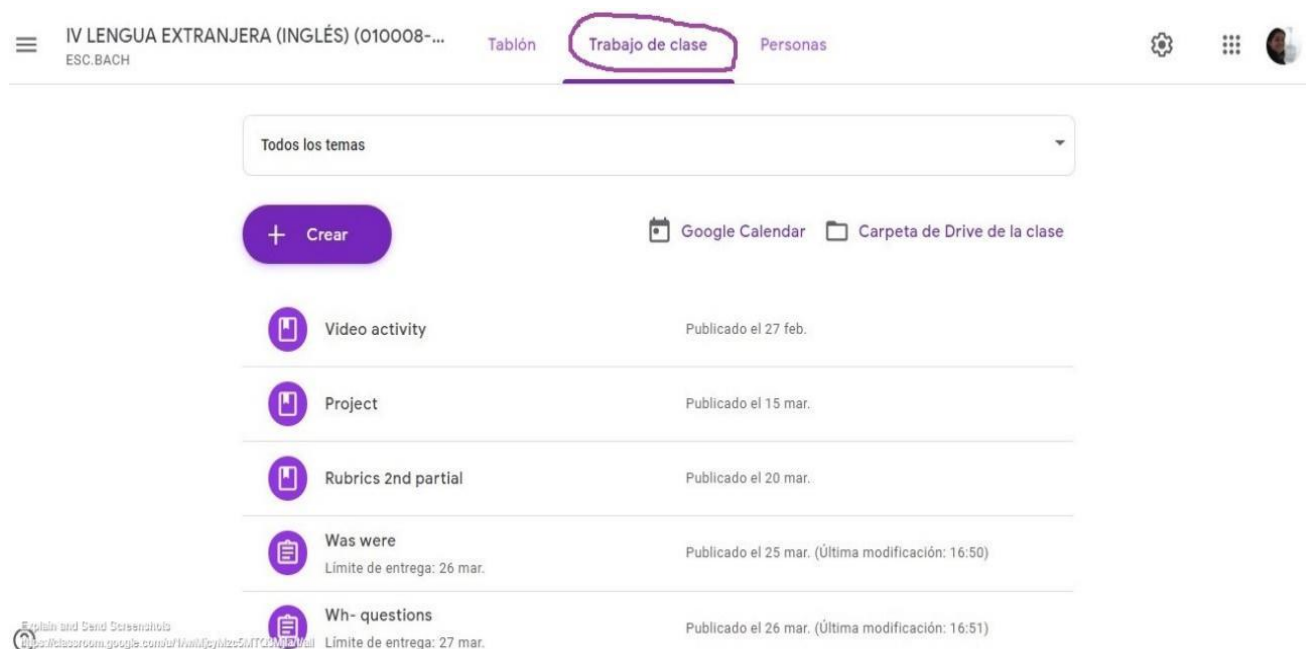 IV LENGUA EXTRANJERA (INGLÉS) (010008-...
ESC.BACH
Tablón
Trabajo de clase
Personas
Todos los temas
+ Crear
Google Calendar
Carpeta de Drive de la clase
Video activity
Publicado el 27 feb.
Project
Publicado el 15 mar.
Rubrics 2nd partial
Publicado el 20 mar.
Was were
Publicado el 25 mar. (Última modificación: 16:50)
Límite de entrega: 26 mar.
Wh- questions
Publicado el 26 mar. (Última modificación: 16:51)
Límite de entrega: 27 mar.
Explain and Send Screenshots